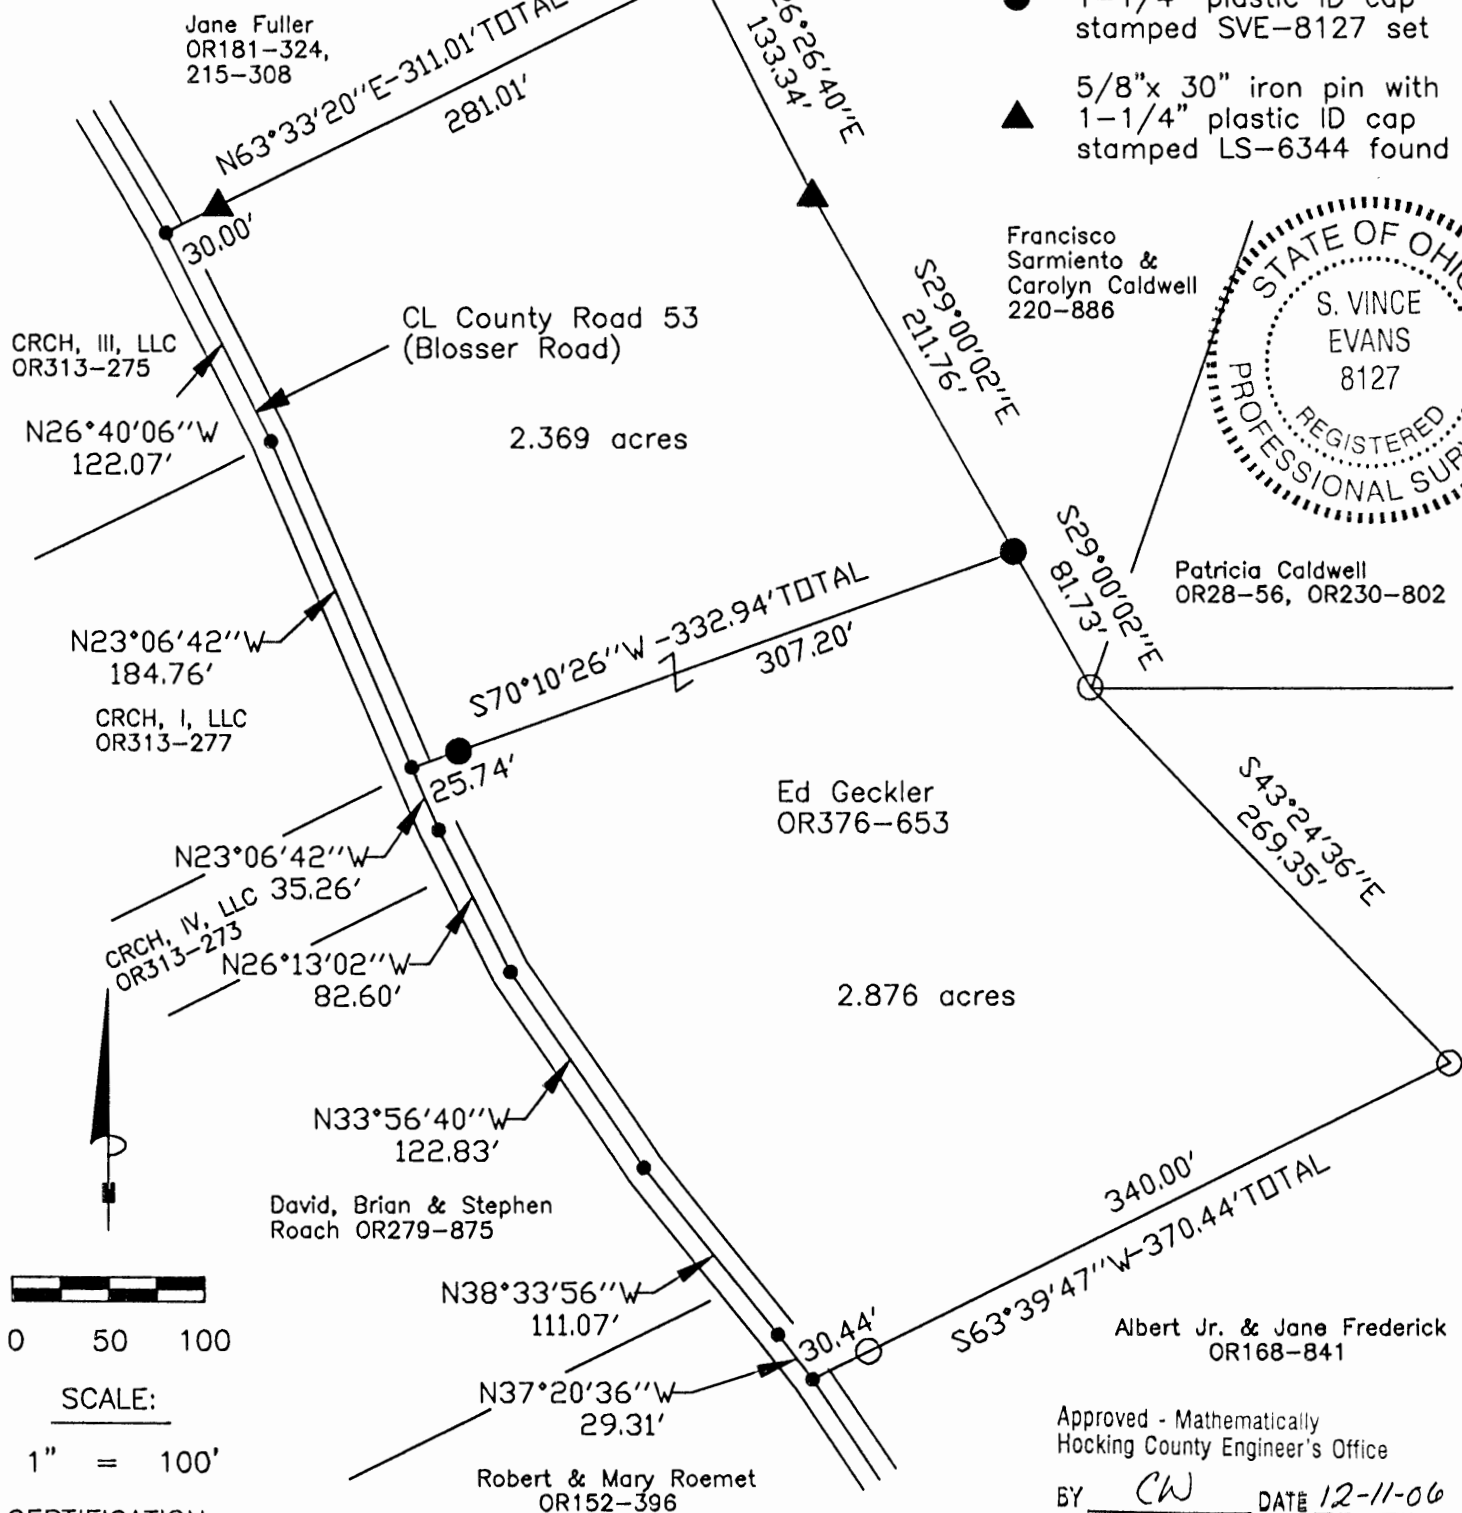 Jane Fuller
OR181-324,
215-308
N63°33'20"E-311.01'TOTAL
281.01'
26°26'40"E
133.34'
1-1/4" plastic ID cap
stamped SVE-8127 set
5/8"x 30" iron pin with
1-1/4" plastic ID cap
stamped LS-6344 found
30.00'
Francisco
Sarmiento &
Carolyn Caldwell
220-886
STATE OF OHIO
S. VINCE
EVANS
8127
REGISTERED
PROFESSIONAL SUR
S29°00'02"E
211.76'
CL County Road 53
(Blosser Road)
CRCH, III, LLC
OR313-275
N26°40'06"W
122.07'
2.369 acres
S29°00'02"E
81.73'
Patricia Caldwell
OR28-56, OR230-802
N23°06'42"W
184.76'
CRCH, I, LLC
OR313-277
S70°10'26"W-332.94'TOTAL
307.20'
25.74'
Ed Geckler
OR376-653
S43°24'36"E
269.35'
N23°06'42"W
35.26'
CRCH, IV, LLC
OR313-273
N26°13'02"W
82.60'
2.876 acres
N33°56'40"W
122.83'
David, Brian & Stephen
Roach OR279-875
340.00'
S63°39'47"W-370.44'TOTAL
N38°33'56"W
111.07'
30.44'
0 50 100
Albert Jr. & Jane Frederick
OR168-841
SCALE:
1" = 100'
N37°20'36"W
29.31'
Robert & Mary Roemet
OR152-396
Approved - Mathematically
Hocking County Engineer's Office
BY CW DATE 12-11-06